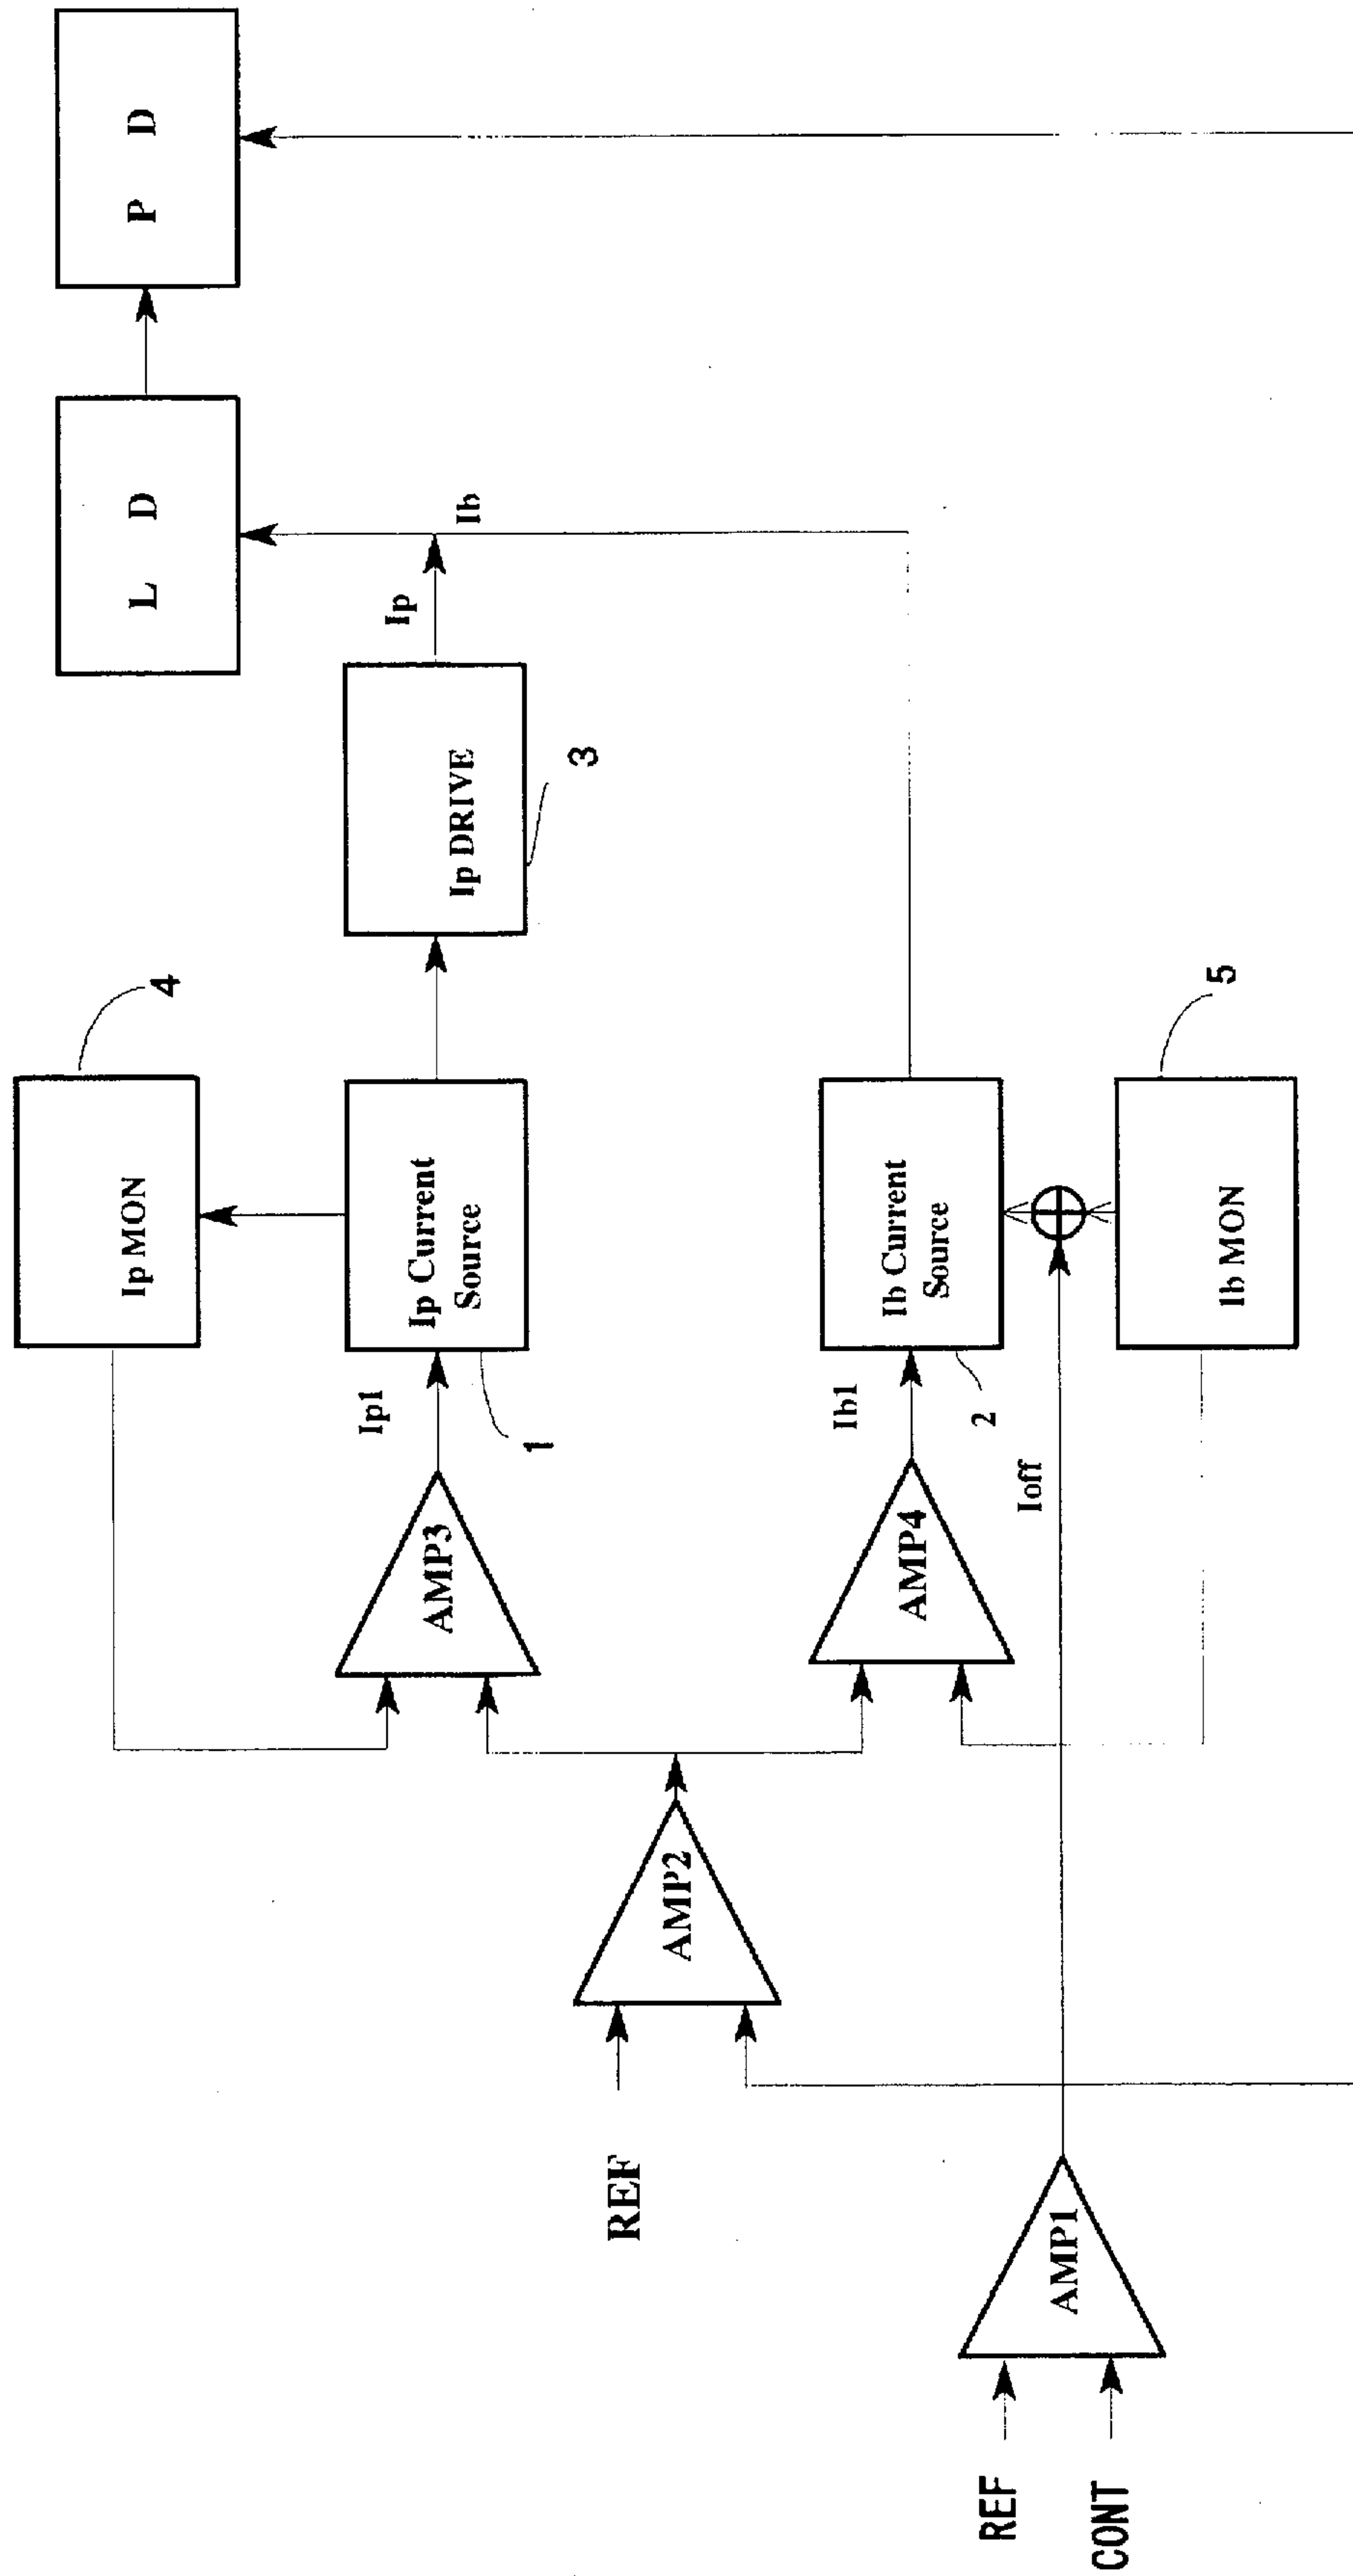 P D
L D
Ip
Ib
Ip DRIVE
3
4
Ip MON
Ip Current
Source
Ip1
1
AMP3
Ib Current
Source
Ib1
2
5
Ib MON
Ioff
AMP4
AMP2
REF
AMP1
REF
CONT